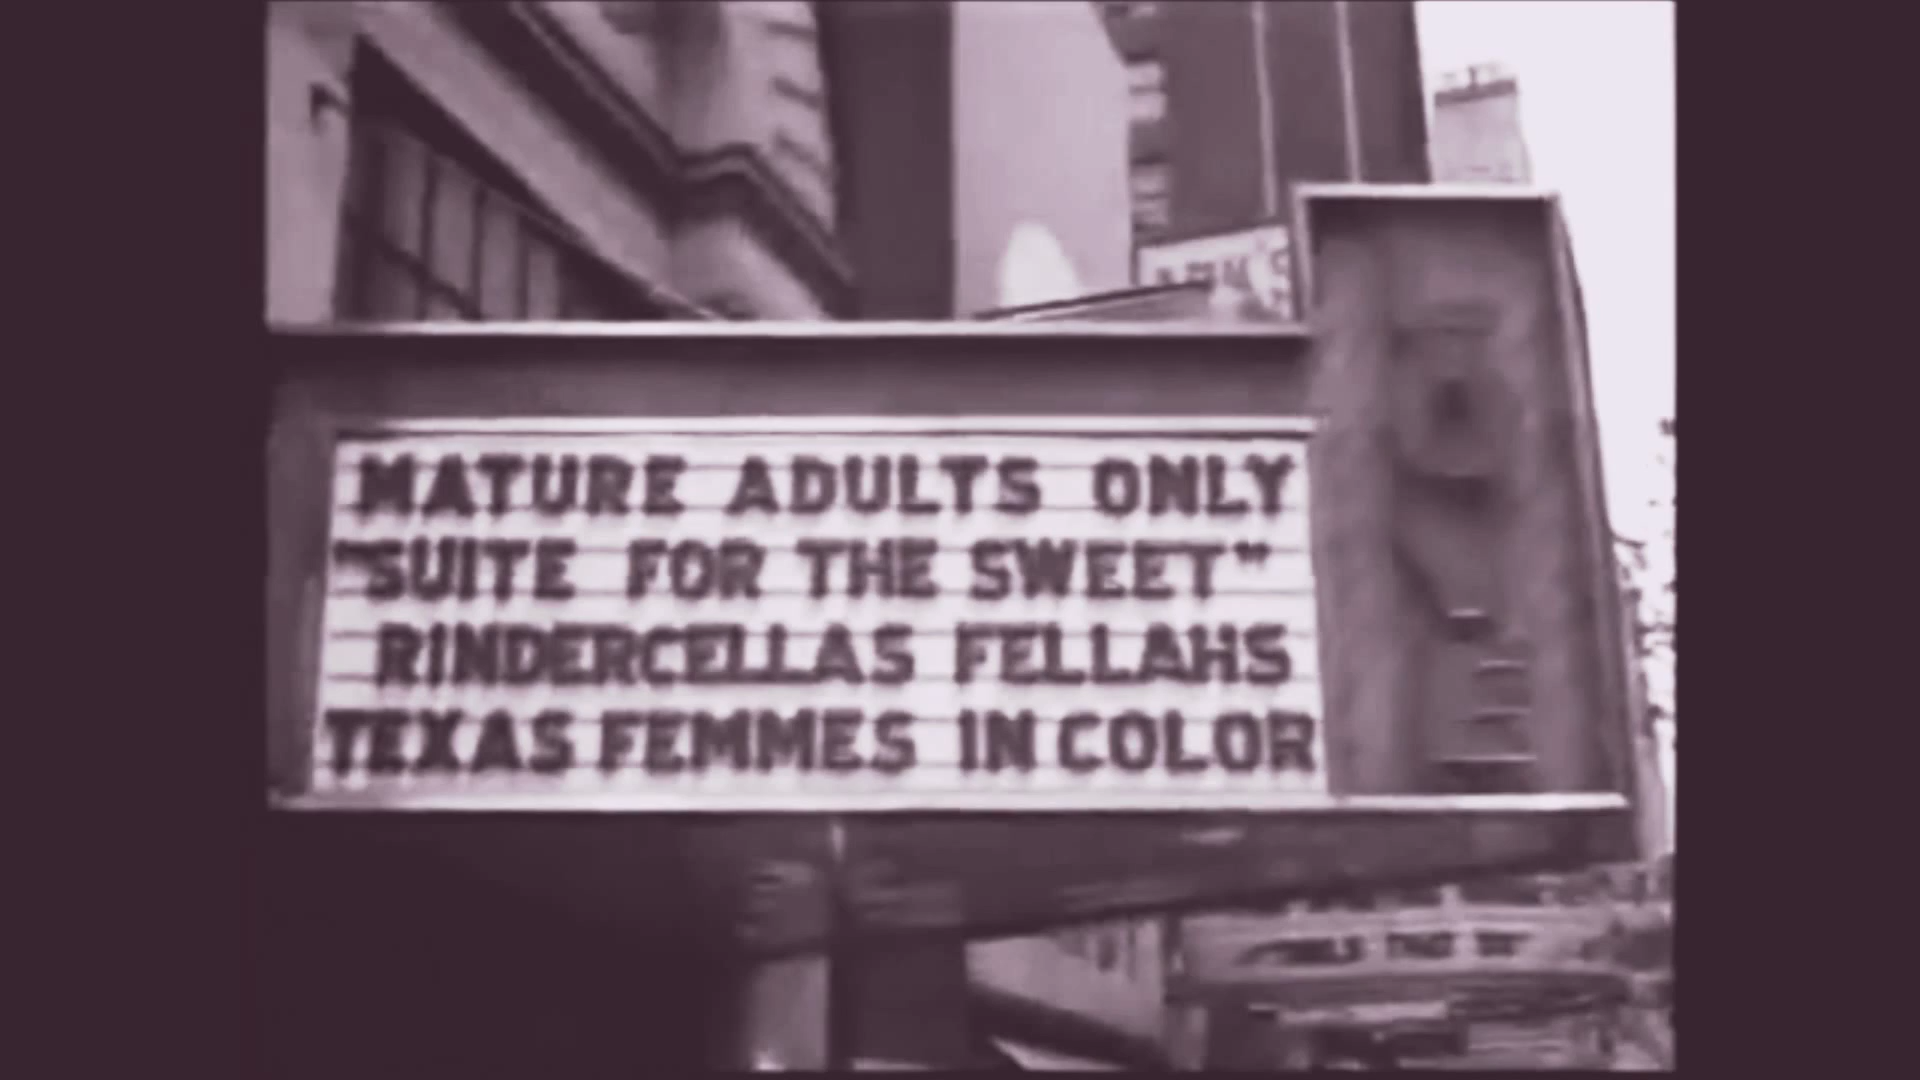 MATURE ADULTS ONLY
"SUITE FOR THE SWEET"
RINDERCELLAS FELLAHS
TEXAS FEMMES IN COLOR